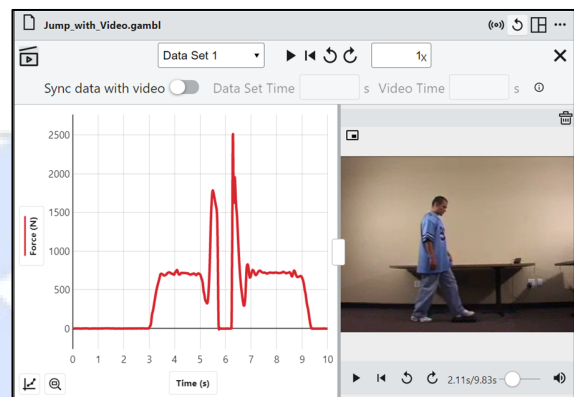 Jump_with_Video.gambl
Data Set 1
1x
Sync data with video Data Set Time s Video Time s
2500
2000
1500
1000
500
0
Force (N)
0 1 2 3 4 5 6 7 8 9 10
Time (s)
2.11s/9.83s